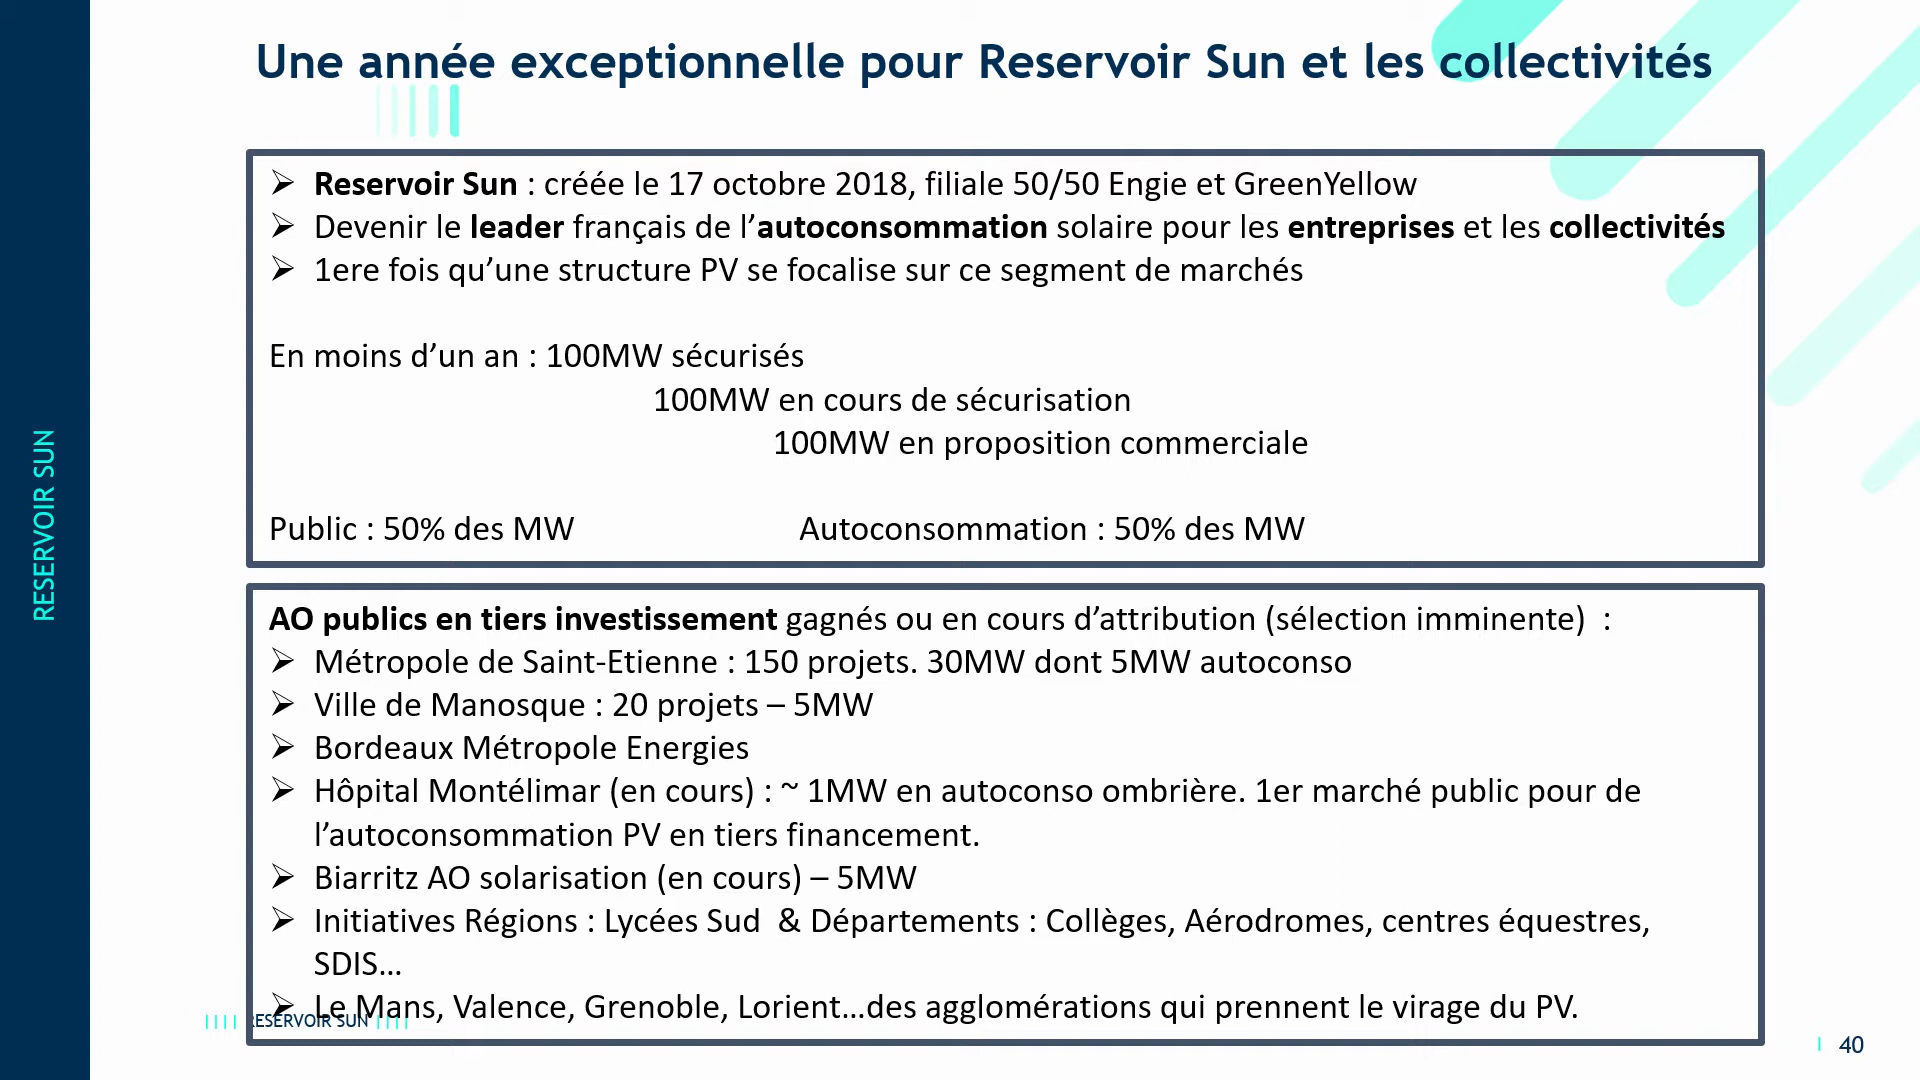 Une année exceptionnelle pour Reservoir Sun et les collectivités
RESERVOIR SUN
➢ Reservoir Sun : créée le 17 octobre 2018, filiale 50/50 Engie et GreenYellow
➢ Devenir le leader français de l’autoconsommation solaire pour les entreprises et les collectivités
➢ 1ere fois qu’une structure PV se focalise sur ce segment de marchés
En moins d’un an : 100MW sécurisés
100MW en cours de sécurisation
100MW en proposition commerciale
Public : 50% des MW Autoconsommation : 50% des MW
AO publics en tiers investissement gagnés ou en cours d’attribution (sélection imminente) :
➢ Métropole de Saint-Etienne : 150 projets. 30MW dont 5MW autoconso
➢ Ville de Manosque : 20 projets – 5MW
➢ Bordeaux Métropole Energies
➢ Hôpital Montélimar (en cours) : ~ 1MW en autoconso ombrière. 1er marché public pour de
l’autoconsommation PV en tiers financement.
➢ Biarritz AO solarisation (en cours) – 5MW
➢ Initiatives Régions : Lycées Sud & Départements : Collèges, Aérodromes, centres équestres,
SDIS…
➢ Le Mans, Valence, Grenoble, Lorient…des agglomérations qui prennent le virage du PV.
RESERVOIR SUN
40